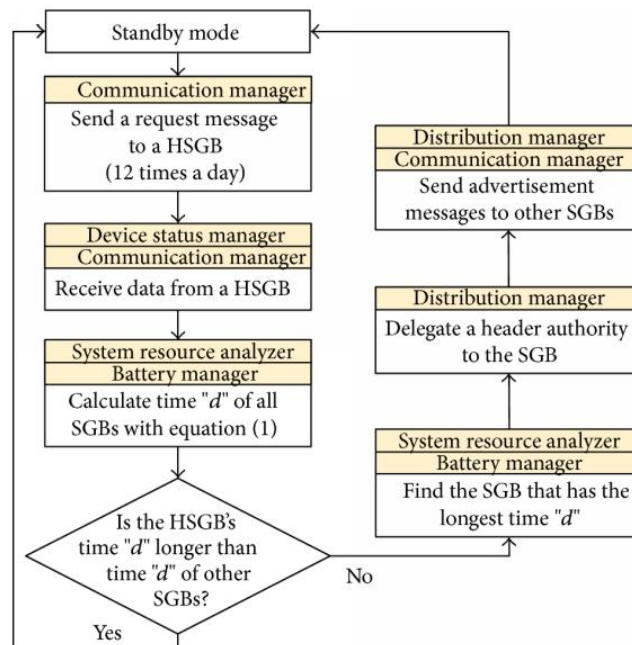 Standby mode
Communication manager
Send a request message
to a HSGB
(12 times a day)
Device status manager
Communication manager
Receive data from a HSGB
System resource analyzer
Battery manager
Calculate time "d" of all
SGBs with equation (1)
Is the HSGB's
time "d" longer than
time "d" of other
SGBs?
Yes
No
System resource analyzer
Battery manager
Find the SGB that has the
longest time "d"
Distribution manager
Delegate a header authority
to the SGB
Distribution manager
Communication manager
Send advertisement
messages to other SGBs